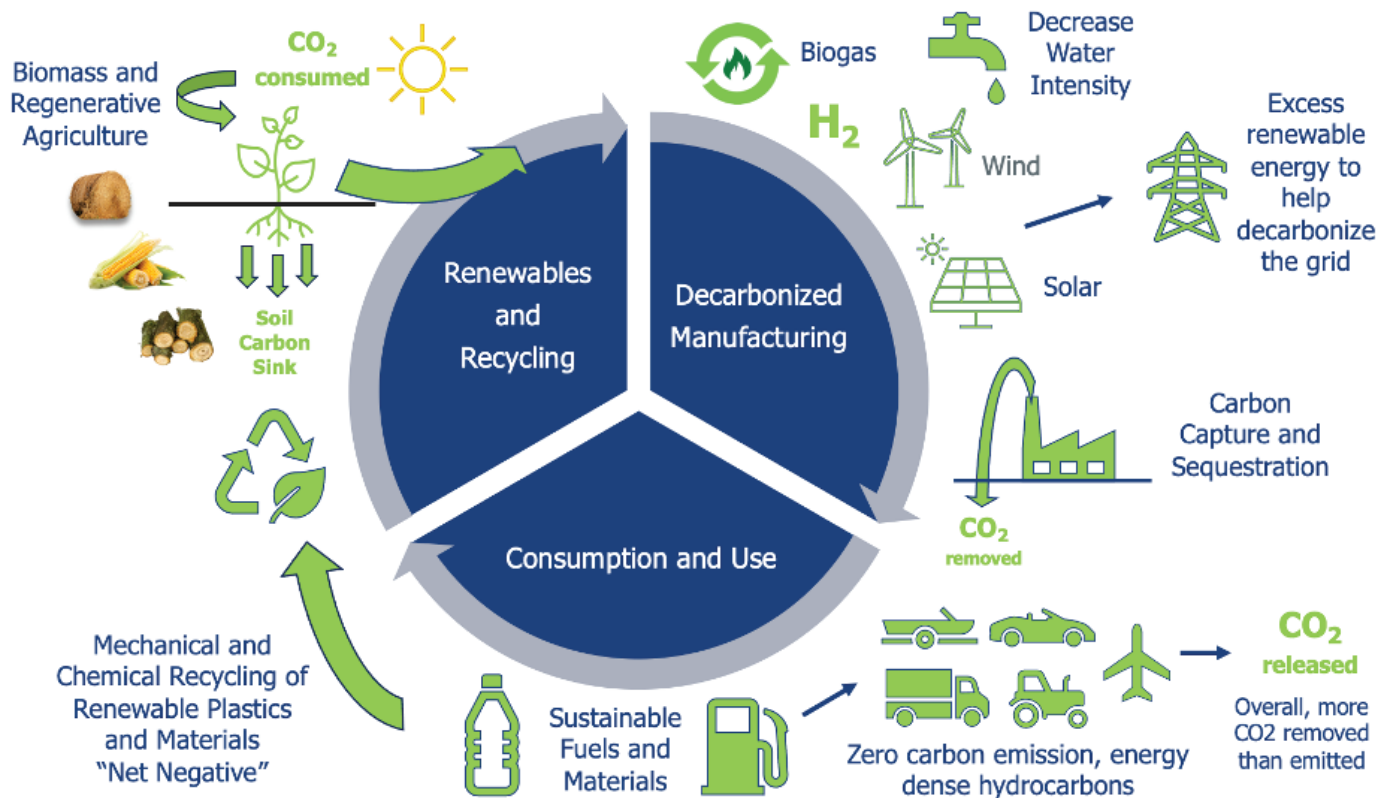 CO₂
consumed
Biomass and
Regenerative
Agriculture
Soil
Carbon
Sink
Renewables
and
Recycling
Biogas
Decrease
Water
Intensity
H₂
Wind
Solar
Excess
renewable
energy to
help
decarbonize
the grid
Decarbonized
Manufacturing
Carbon
Capture and
Sequestration
CO₂
removed
Consumption and Use
Mechanical and
Chemical Recycling of
Renewable Plastics
and Materials
“Net Negative”
Sustainable
Fuels and
Materials
Zero carbon emission, energy
dense hydrocarbons
CO₂
released
Overall, more
CO2 removed
than emitted